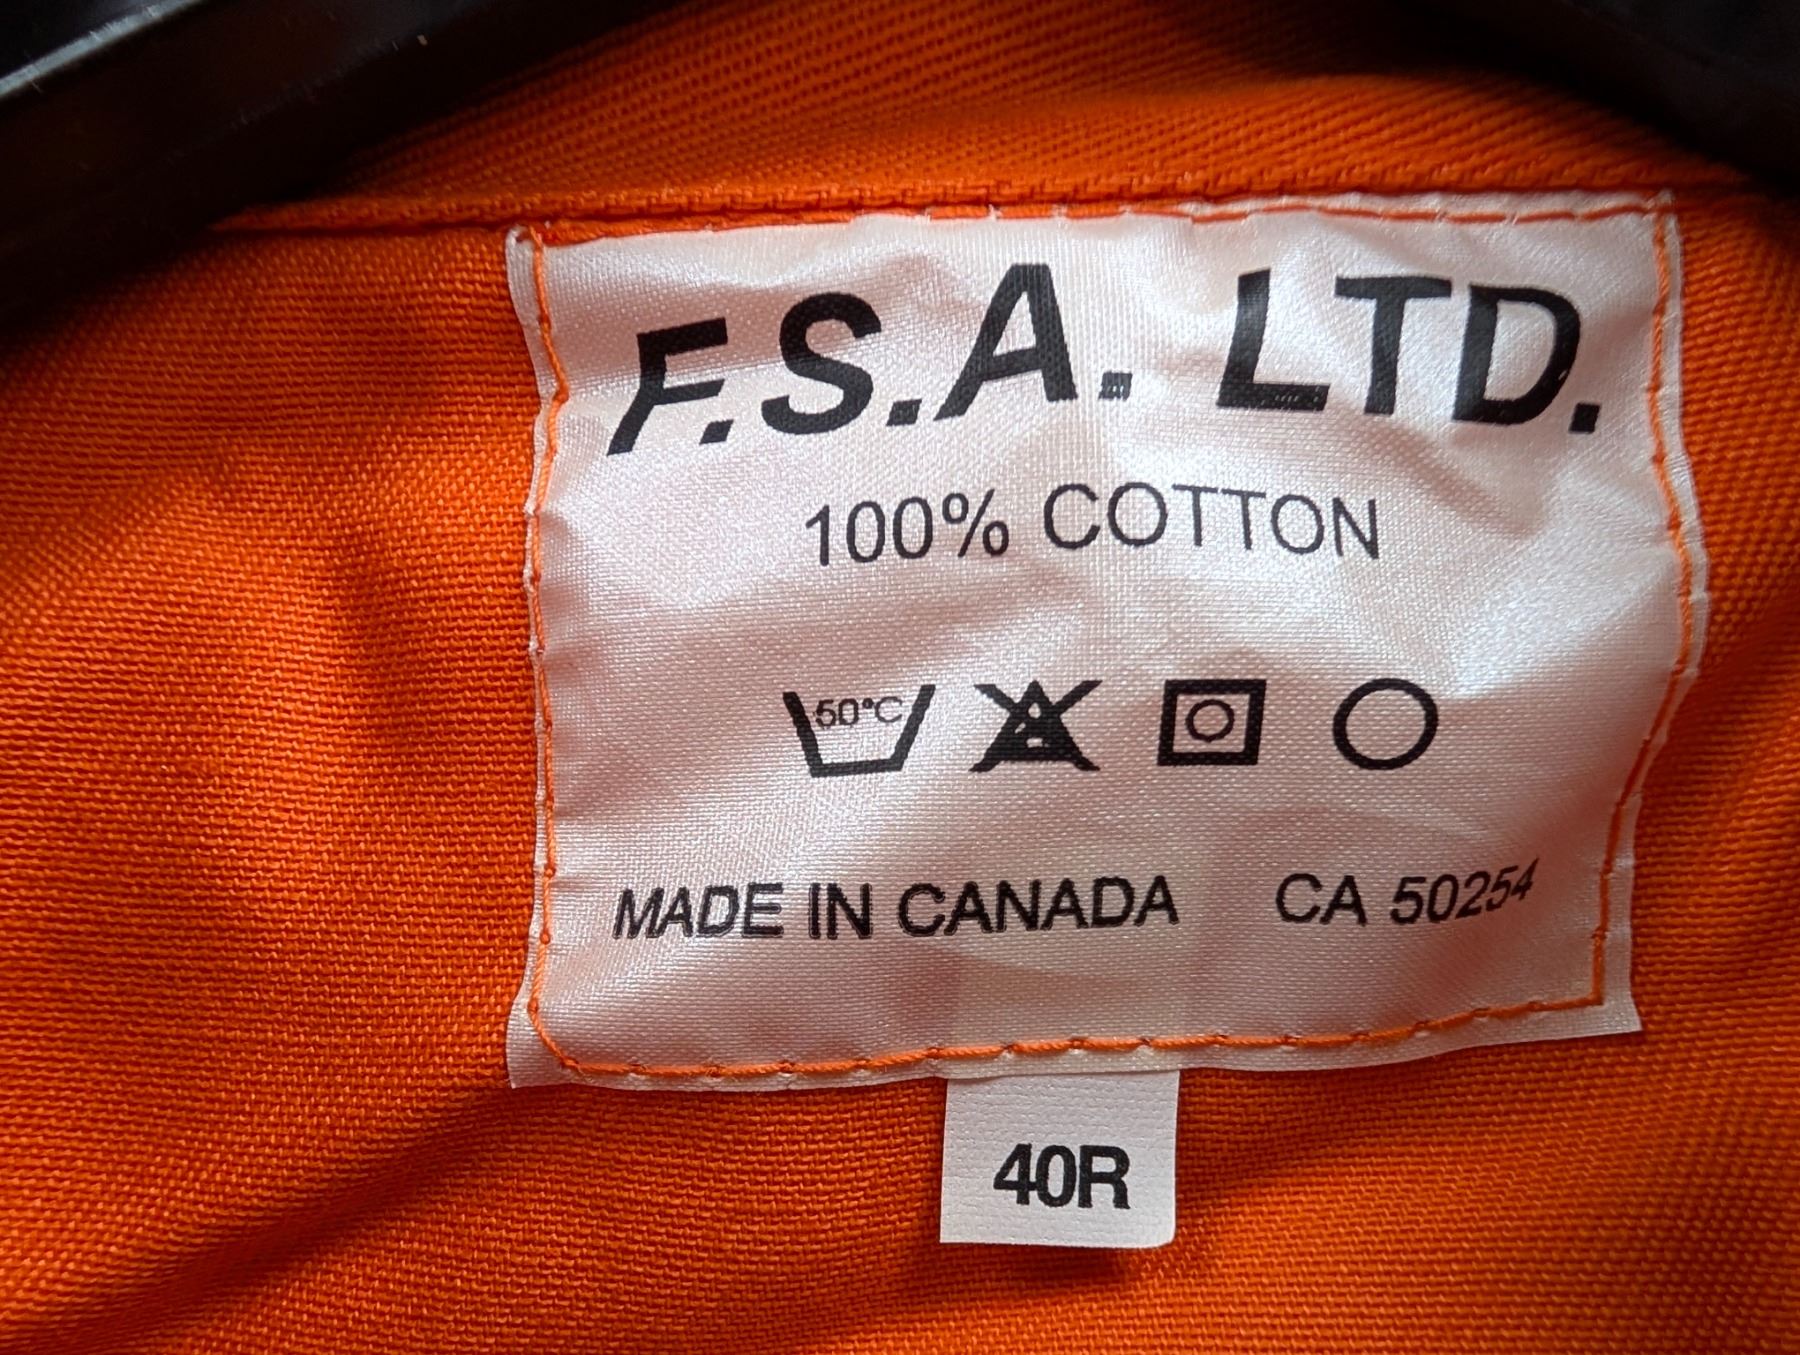 F.S.A. LTD.
100% COTTON
50°C
MADE IN CANADA CA 50254
40R